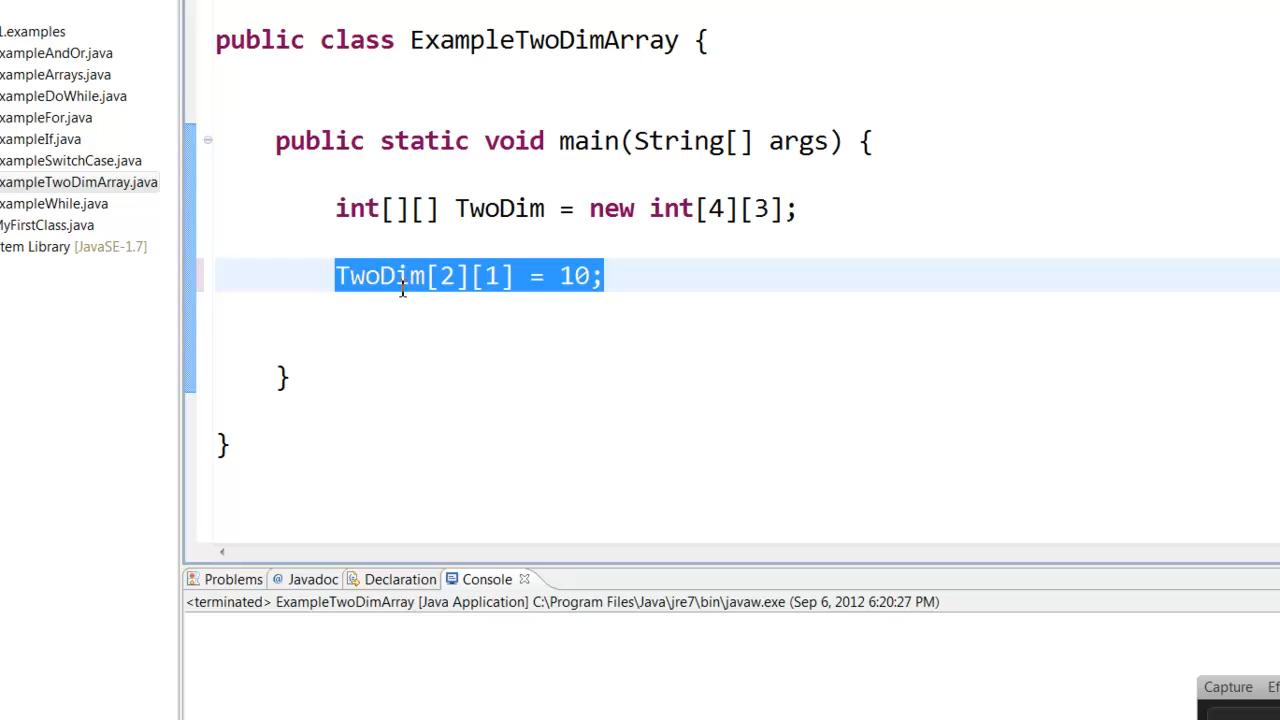 l.examples
xampleAndOr.java
xampleArrays.java
xampleDoWhile.java
xampleFor.java
xampleIf.java
xampleSwitchCase.java
xampleTwoDimArray.java
xampleWhile.java
MyFirstClass.java
tem Library [JavaSE-1.7]
public class ExampleTwoDimArray {
public static void main(String[] args) {
int[][] TwoDim = new int[4][3];
TwoDim[2][1] = 10;
}
}
Problems @ Javadoc Declaration Console
<terminated> ExampleTwoDimArray [Java Application] C:\Program Files\Java\jre7\bin\javaw.exe (Sep 6, 2012 6:20:27 PM)
Capture Ef